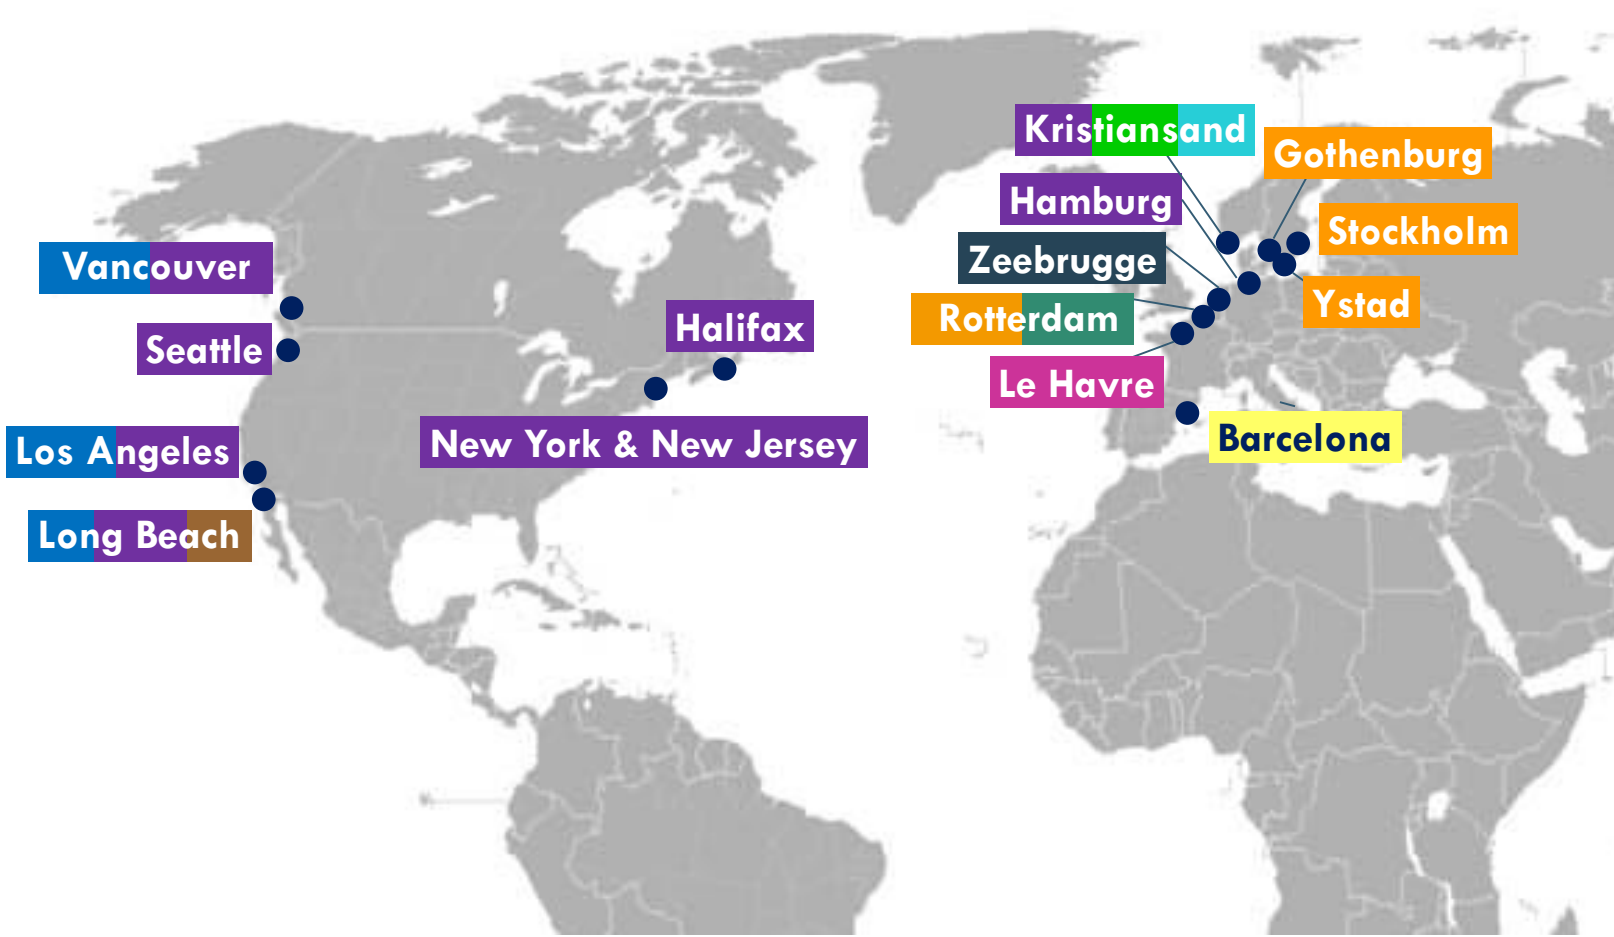 Kristiansand
Gothenburg
Hamburg
Stockholm
Vancouver
Zeebrugge
Ystad
Rotterdam
Halifax
Seattle
Le Havre
Barcelona
New York & New Jersey
Los Angeles
Long Beach